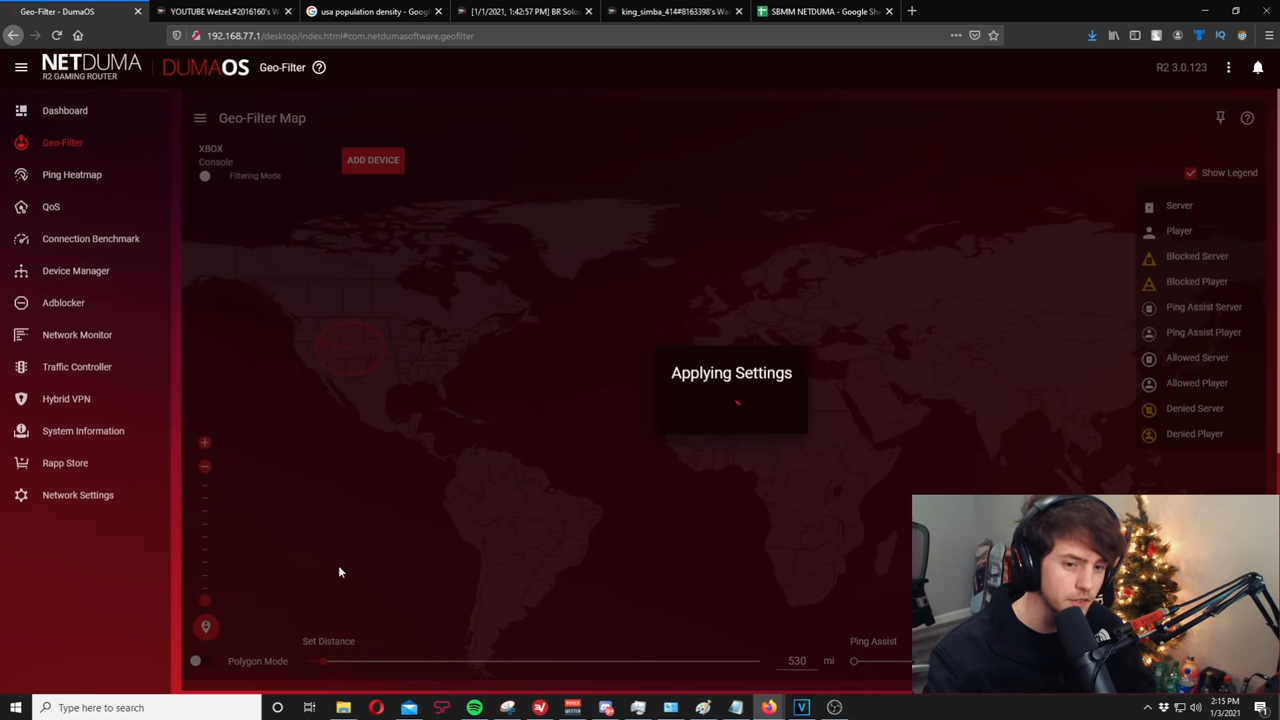 Geo-Filter - DumaOS
YOUTUBE WetzeL#2016160's W
usa population density - Google
[1/1/2021, 1:42:57 PM] BR Solos
king_simba_414#8163398's War
SBMM NETDUMA - Google She
192.168.77.1/desktop/index.html#com.netdumasoftware.geofilter
NETDUMA
R2 GAMING ROUTER
DUMAOS
Geo-Filter
R2 3.0.123
Dashboard
Geo-Filter
Ping Heatmap
QoS
Connection Benchmark
Device Manager
Adblocker
Network Monitor
Traffic Controller
Hybrid VPN
System Information
Rapp Store
Network Settings
Geo-Filter Map
XBOX
Console
Filtering Mode
ADD DEVICE
Show Legend
Server
Player
Blocked Server
Blocked Player
Ping Assist Server
Ping Assist Player
Allowed Server
Allowed Player
Denied Server
Denied Player
Applying Settings
Set Distance
Ping Assist
Polygon Mode
530 mi
Type here to search
2:15 PM
1/3/2021